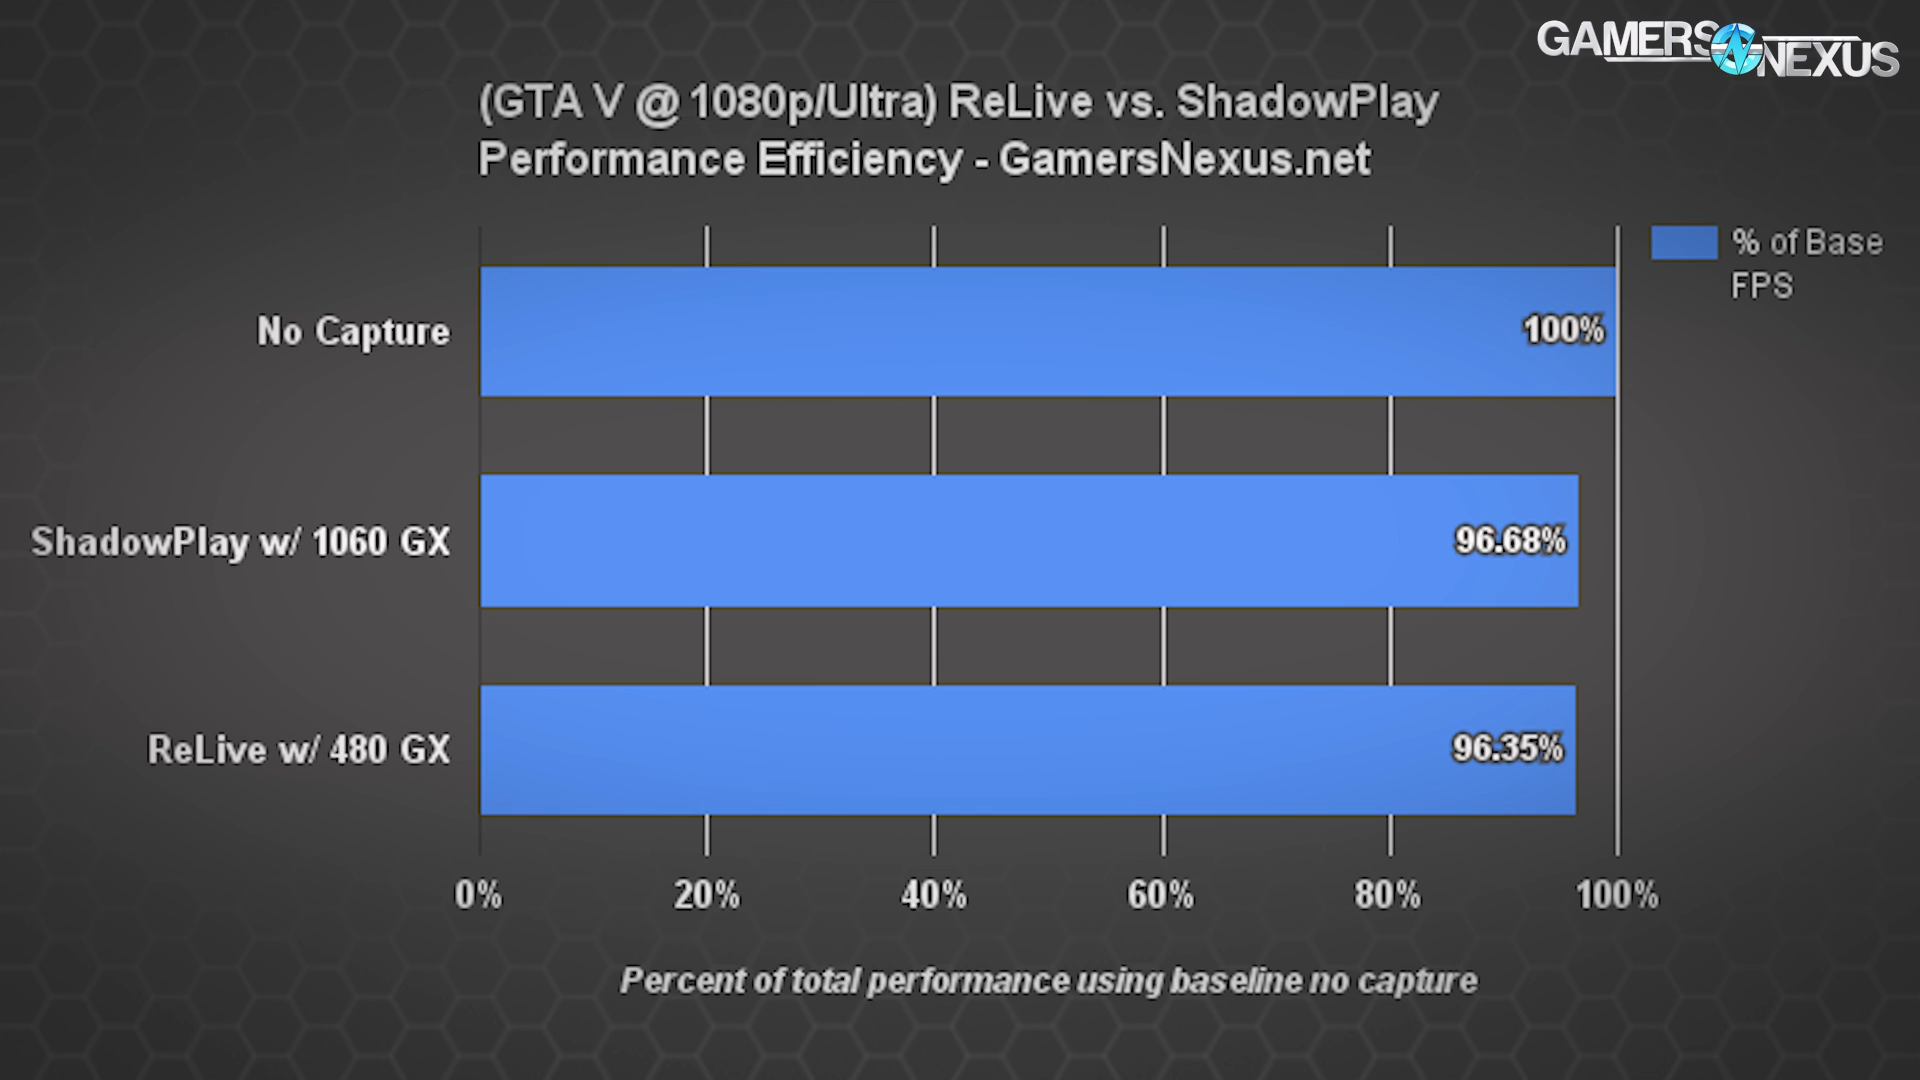 GAMERS NEXUS
(GTA V @ 1080p/Ultra) ReLive vs. ShadowPlay
Performance Efficiency - GamersNexus.net
% of Base
FPS
No Capture
100%
ShadowPlay w/ 1060 GX
96.68%
ReLive w/ 480 GX
96.35%
0% 20% 40% 60% 80% 100%
Percent of total performance using baseline no capture